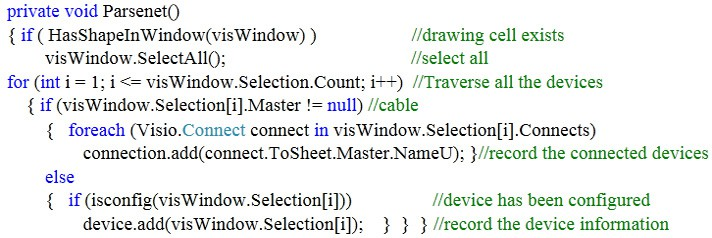 private void Parsenet()
{ if ( HasShapeInWindow(visWindow) ) //drawing cell exists
visWindow.SelectAll(); //select all
for (int i = 1; i <= visWindow.Selection.Count; i++) //Traverse all the devices
{ if (visWindow.Selection[i].Master != null) //cable
{ foreach (Visio.Connect connect in visWindow.Selection[i].Connects)
connection.add(connect.ToSheet.Master.NameU); }//record the connected devices
else
{ if (isconfig(visWindow.Selection[i])) //device has been configured
device.add(visWindow.Selection[i]); } } } //record the device information